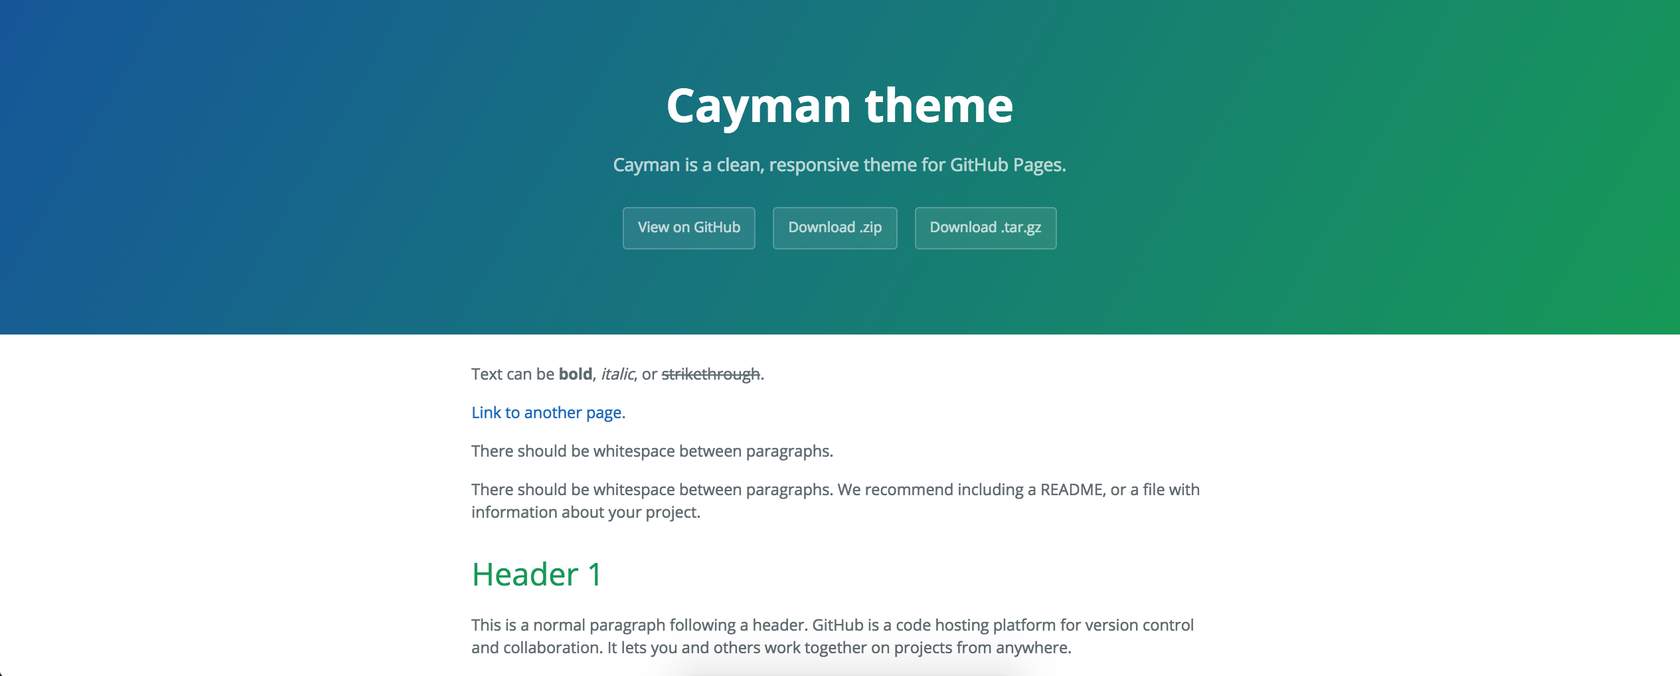 Cayman theme
Cayman is a clean, responsive theme for GitHub Pages.
View on GitHub
Download .zip
Download .tar.gz
Text can be bold, italic, or strikethrough.
Link to another page.
There should be whitespace between paragraphs.
There should be whitespace between paragraphs. We recommend including a README, or a file with
information about your project.
Header 1
This is a normal paragraph following a header. GitHub is a code hosting platform for version control
and collaboration. It lets you and others work together on projects from anywhere.